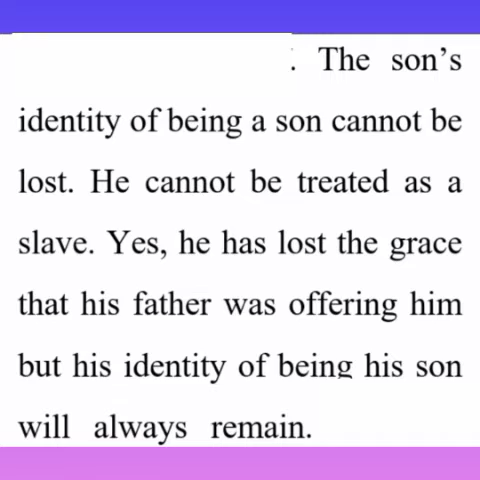 . The son’s
identity of being a son cannot be
lost. He cannot be treated as a
slave. Yes, he has lost the grace
that his father was offering him
but his identity of being his son
will always remain.